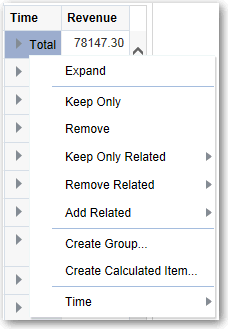 Time Revenue
Total 78147.30
Expand
Keep Only
Remove
Keep Only Related
Remove Related
Add Related
Create Group...
Create Calculated Item...
Time